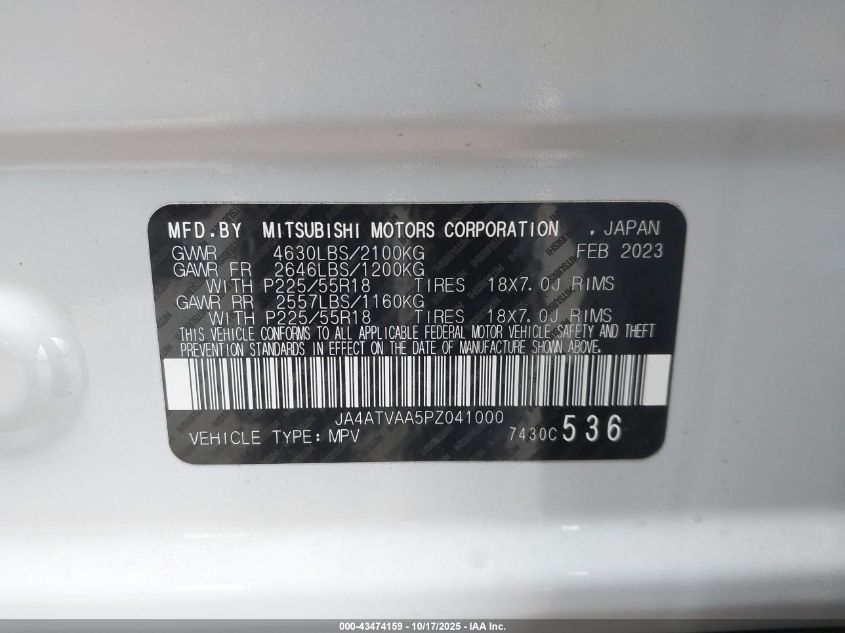 MFD.BY MITSUBISHI MOTORS CORPORATION , JAPAN
GVWR 4630LBS/2100KG FEB 2023
GAWR FR 2646LBS/1200KG
WITH P225/55R18 TIRES 18X7.0J RIMS
GAWR RR 2557LBS/1160KG
WITH P225/55R18 TIRES 18X7.0J RIMS
THIS VEHICLE CONFORMS TO ALL APPLICABLE FEDERAL MOTOR VEHICLE SAFETY AND THEFT
PREVENTION STANDARDS IN EFFECT ON THE DATE OF MANUFACTURE SHOWN ABOVE.
JA4ATVAA5PZ041000
VEHICLE TYPE: MPV 7430C 536
000-43474159 - 10/17/2025 - IAA Inc.